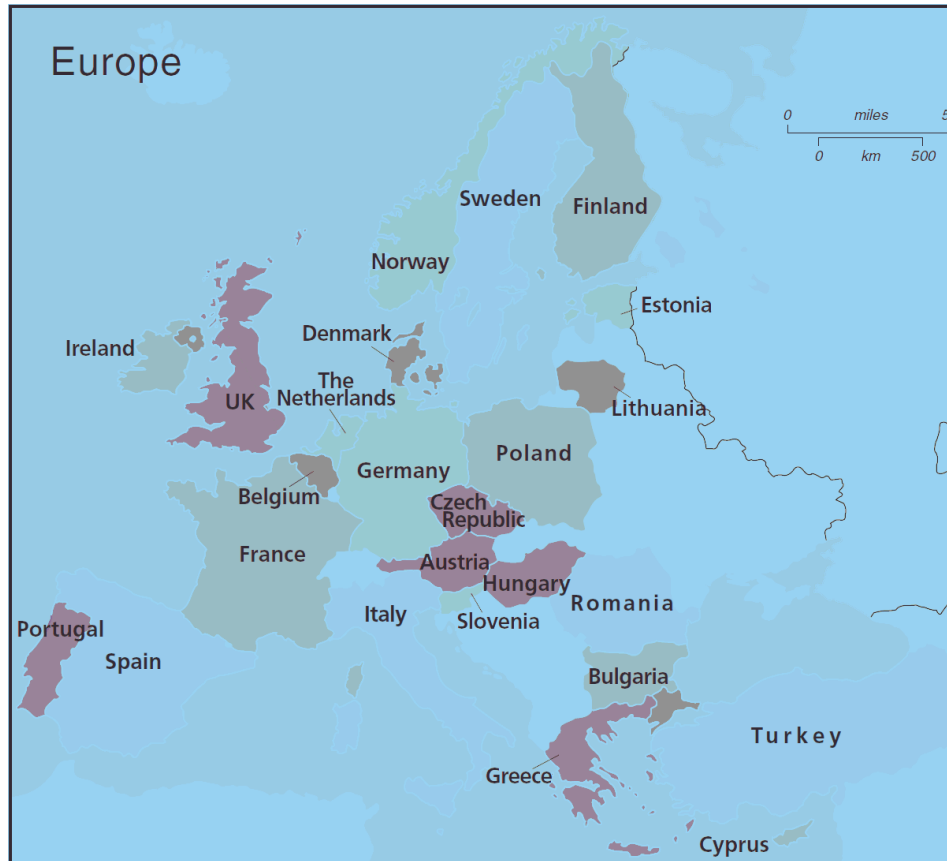 Europe
0 miles 5
0 km 500
Sweden
Finland
Norway
Estonia
Denmark
Ireland
The
Netherlands
UK
Lithuania
Poland
Germany
Belgium
Czech
Republic
France
Austria
Hungary
Romania
Italy
Slovenia
Portugal
Spain
Bulgaria
Turkey
Greece
Cyprus